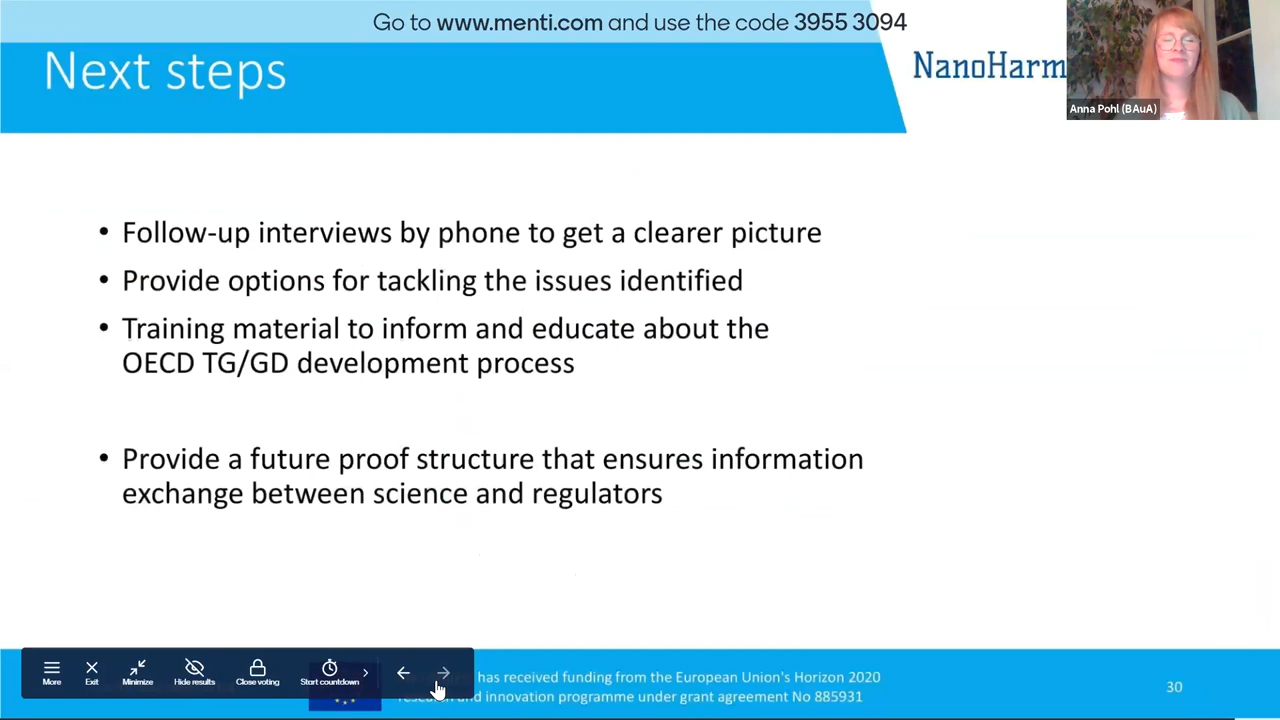 Go to www.menti.com and use the code 3955 3094
Next steps
NanoHarm
Anna Pohl (BAuA)
• Follow-up interviews by phone to get a clearer picture
• Provide options for tackling the issues identified
• Training material to inform and educate about the
OECD TG/GD development process
• Provide a future proof structure that ensures information
exchange between science and regulators
More
Exit
Minimize
Hide results
Close voting
Start countdown
has received funding from the European Union's Horizon 2020
research and innovation programme under grant agreement No 885931
30